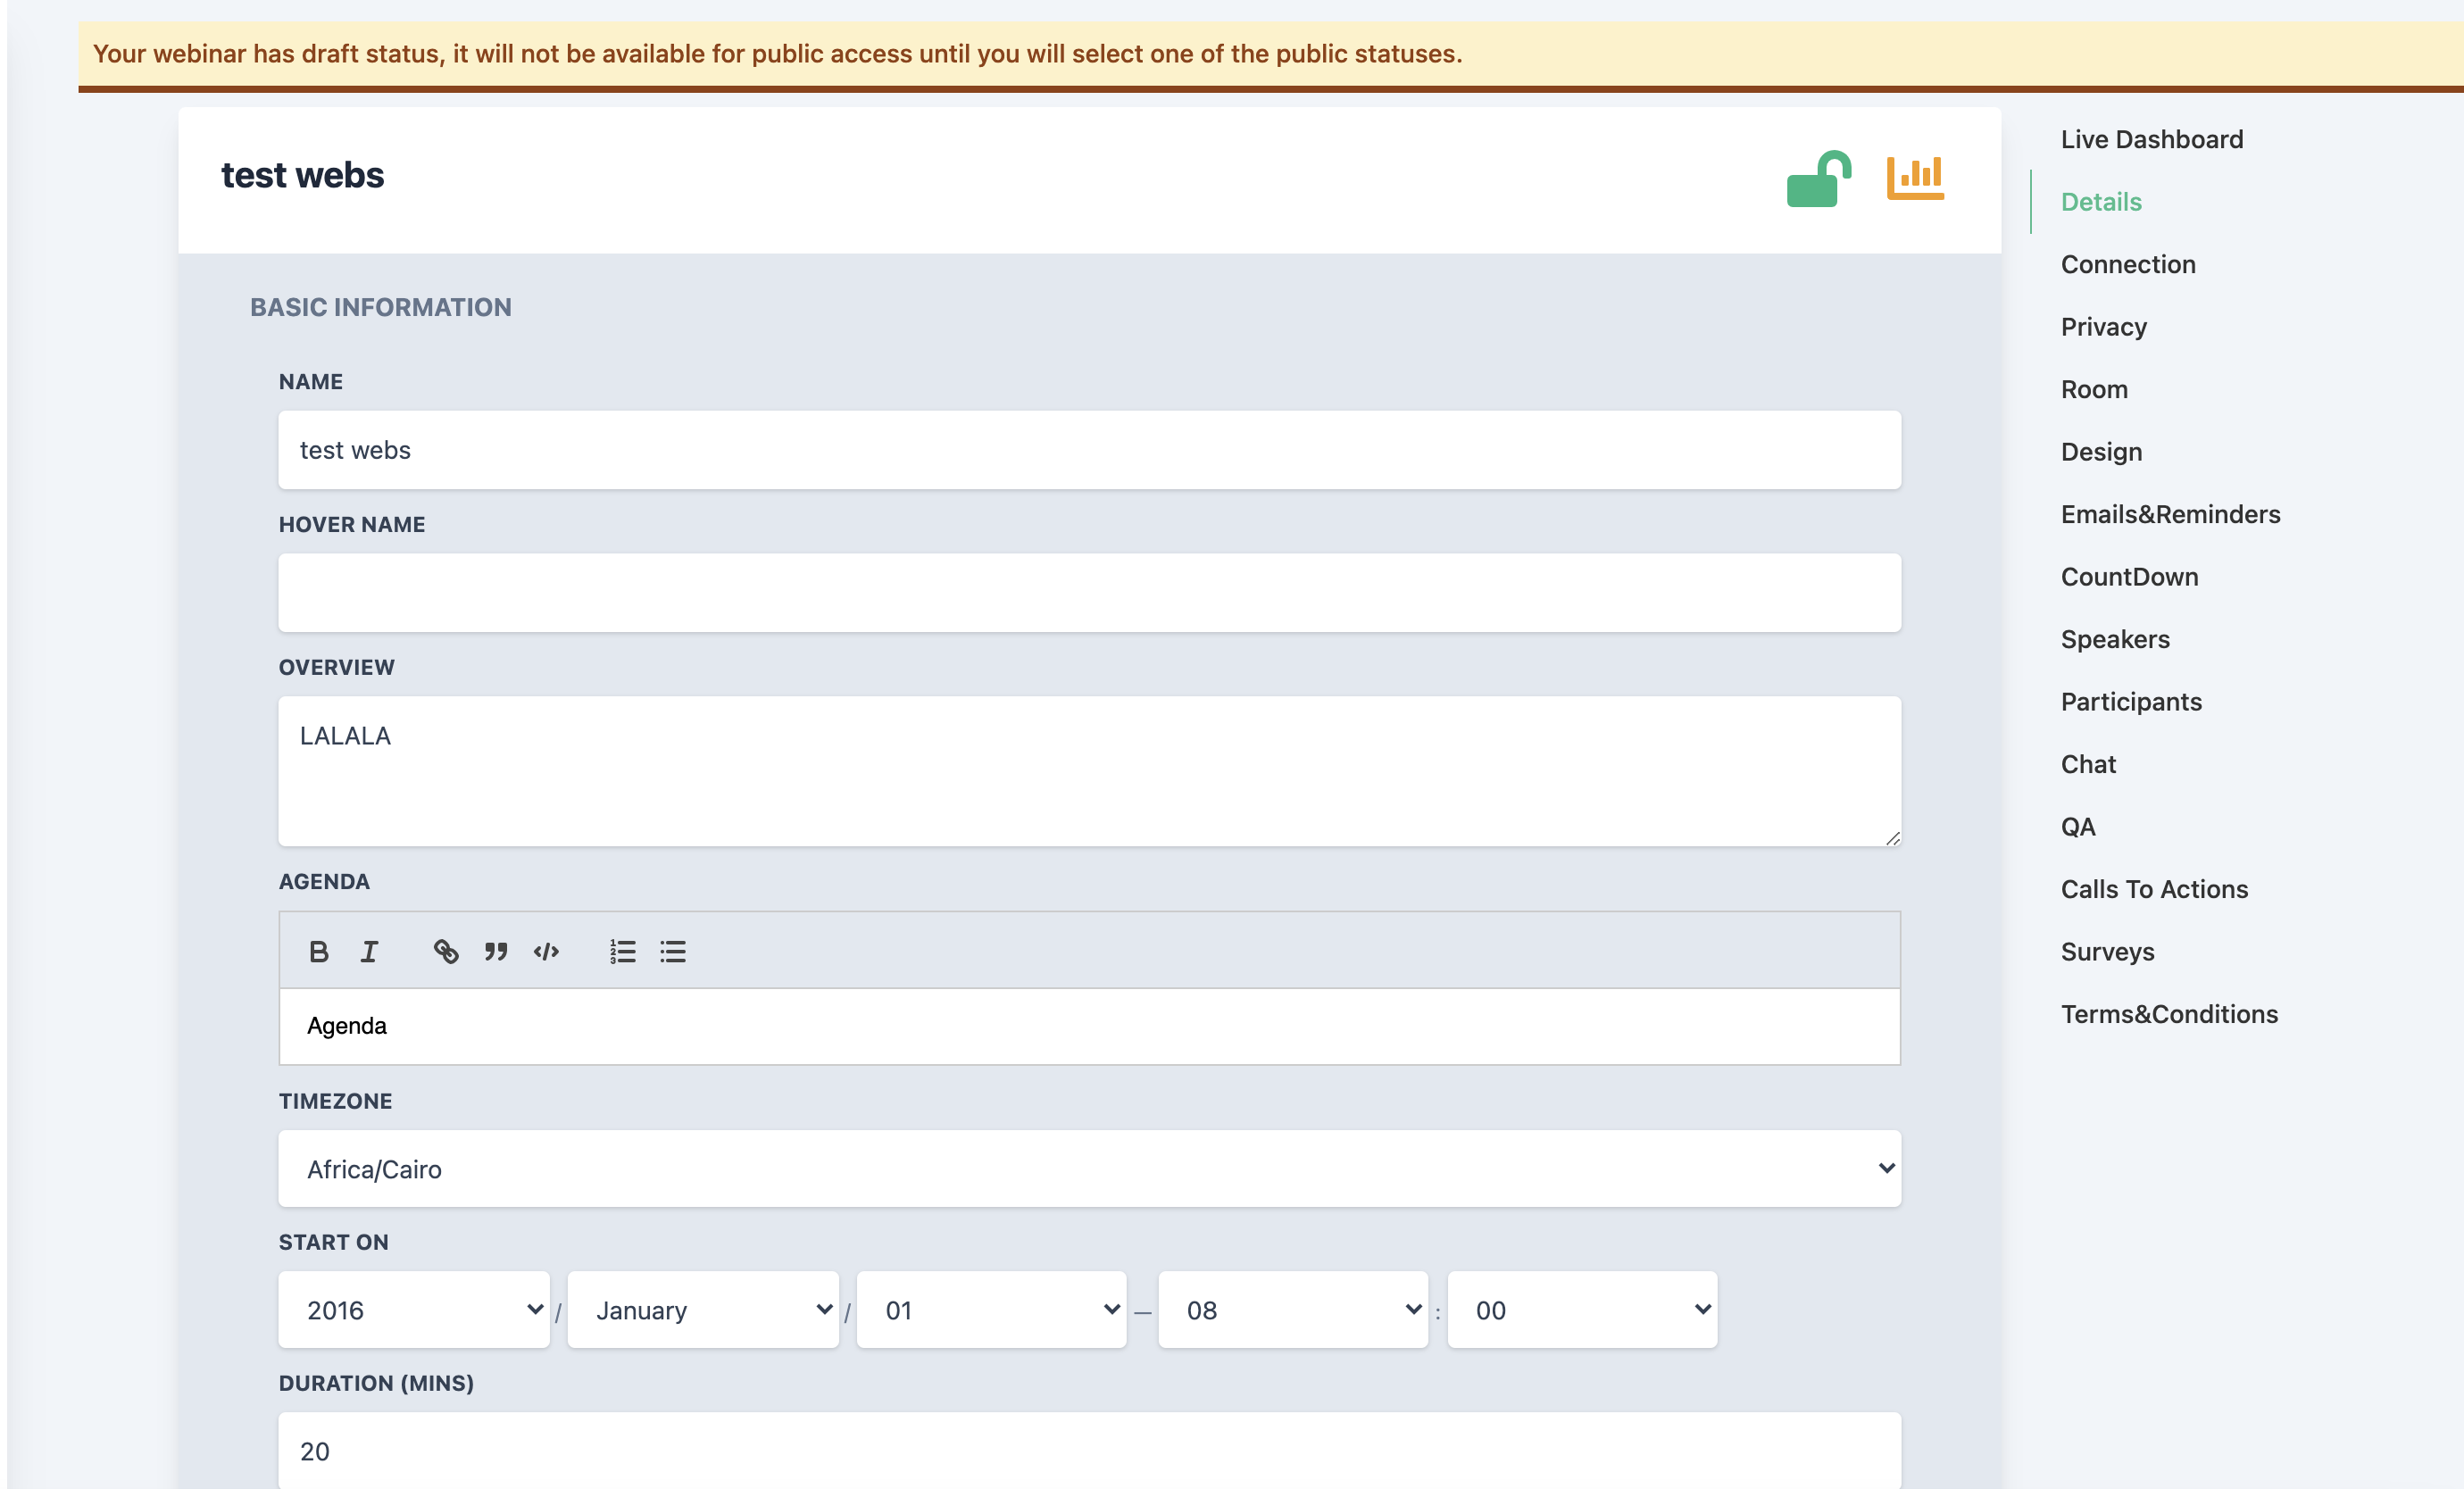 Your webinar has draft status, it will not be available for public access until you will select one of the public statuses.
test webs
BASIC INFORMATION
NAME
test webs
HOVER NAME
OVERVIEW
LALALA
AGENDA
Agenda
TIMEZONE
Africa/Cairo
START ON
2016 / January / 01 — 08 : 00
DURATION (MINS)
20
Live Dashboard
Details
Connection
Privacy
Room
Design
Emails&Reminders
CountDown
Speakers
Participants
Chat
QA
Calls To Actions
Surveys
Terms&Conditions